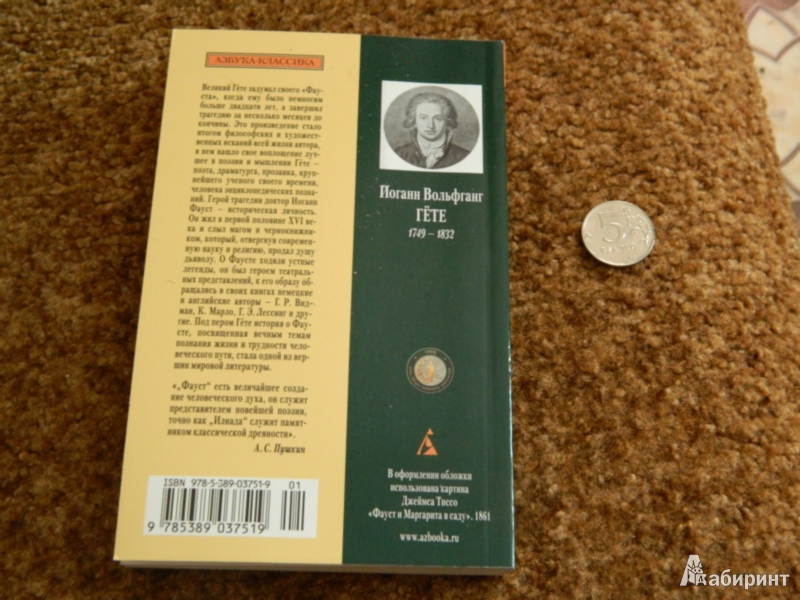 АЗБУКА-КЛАССИКА
Великий Гёте задумал своего «Фау-
ста», когда ему было немногим
больше двадцати лет, а завершил
трагедию за несколько месяцев до
кончины. Это произведение стало
итогом философских и художест-
венных исканий всей жизни автора,
в нем нашло свое воплощение луч-
шее в поэзии и мышлении Гёте –
поэта, драматурга, прозаика, круп-
нейшего ученого своего времени,
человека энциклопедических позна-
ний. Герой трагедии доктор Иоганн
Фауст – историческая личность.
Он жил в первой половине XVI ве-
ка и слыл магом и чернокнижни-
ком, который, отвергнув современ-
ную науку и религию, продал душу
дьяволу. О Фаусте ходили устные
легенды, он был героем театраль-
ных представлений, к его образу об-
ращались в своих книгах немецкие
и английские авторы – Г. Р. Вид-
ман, К. Марло, Г. Э. Лессинг и дру-
гие. Под пером Гёте история о Фау-
сте, посвященная вечным темам
познания жизни и трудности чело-
веческого пути, стала одной из вер-
шин мировой литературы.
«„Фауст“ есть величайшее созда-
ние человеческого духа, он служит
представителем новейшей поэзии,
точно как „Илиада“ служит памят-
ником классической древности».
А. С. Пушкин
ISBN 978-5-389-03751-9
01
9 785389 037519
Иоганн Вольфганг
ГЁТЕ
1749 – 1832
В оформлении обложки
использована картина
Джеймса Тиссо
«Фауст и Маргарита в саду». 1861
www.azbooka.ru
5
Лабиринт